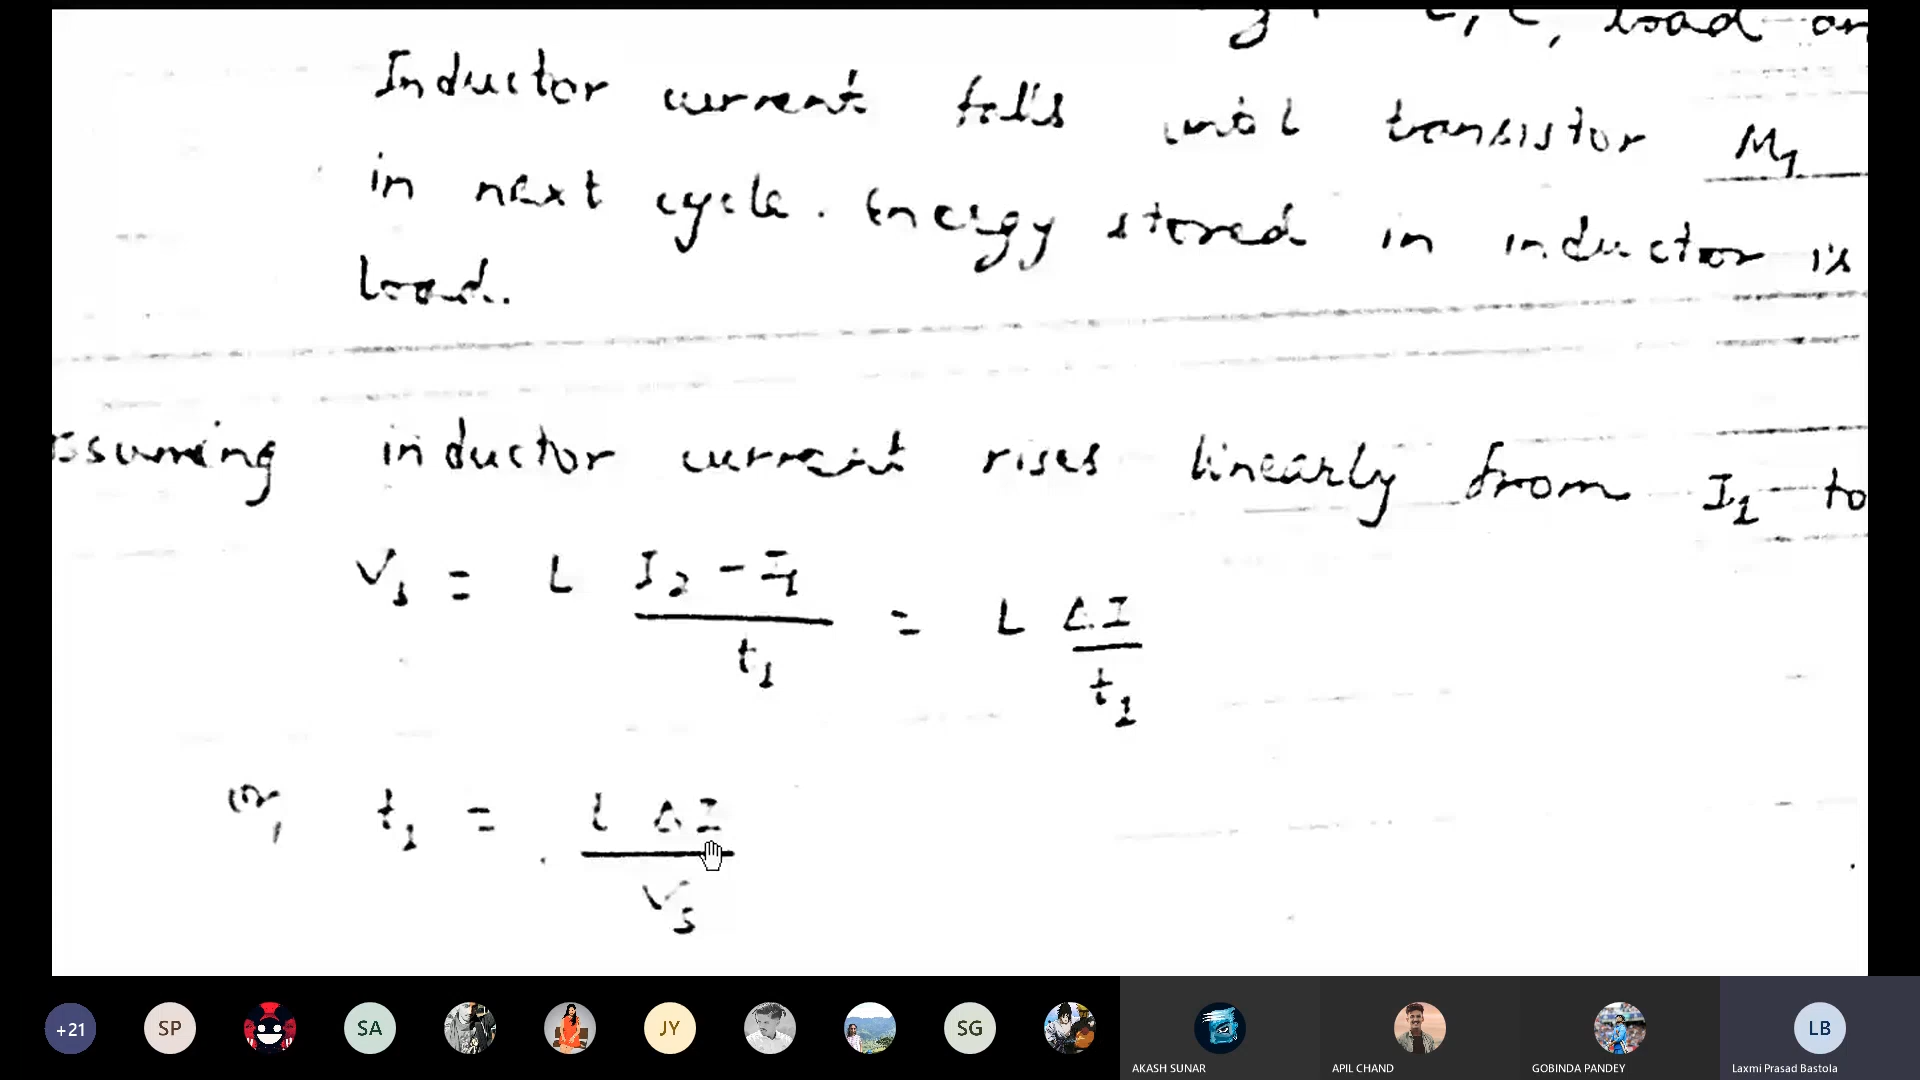 L, C, load
Inductor current falls until transistor M1
in next cycle. Energy stored in inductor is
load.
ssuming inductor current rises linearly from I1 to
Vs = L (I2 - I1)/t1 = L ΔI/t1
or, t1 = L ΔI/Vs
+21 SP SA JY SG LB
AKASH SUNAR APIL CHAND GOBINDA PANDEY Laxmi Prasad Bastola